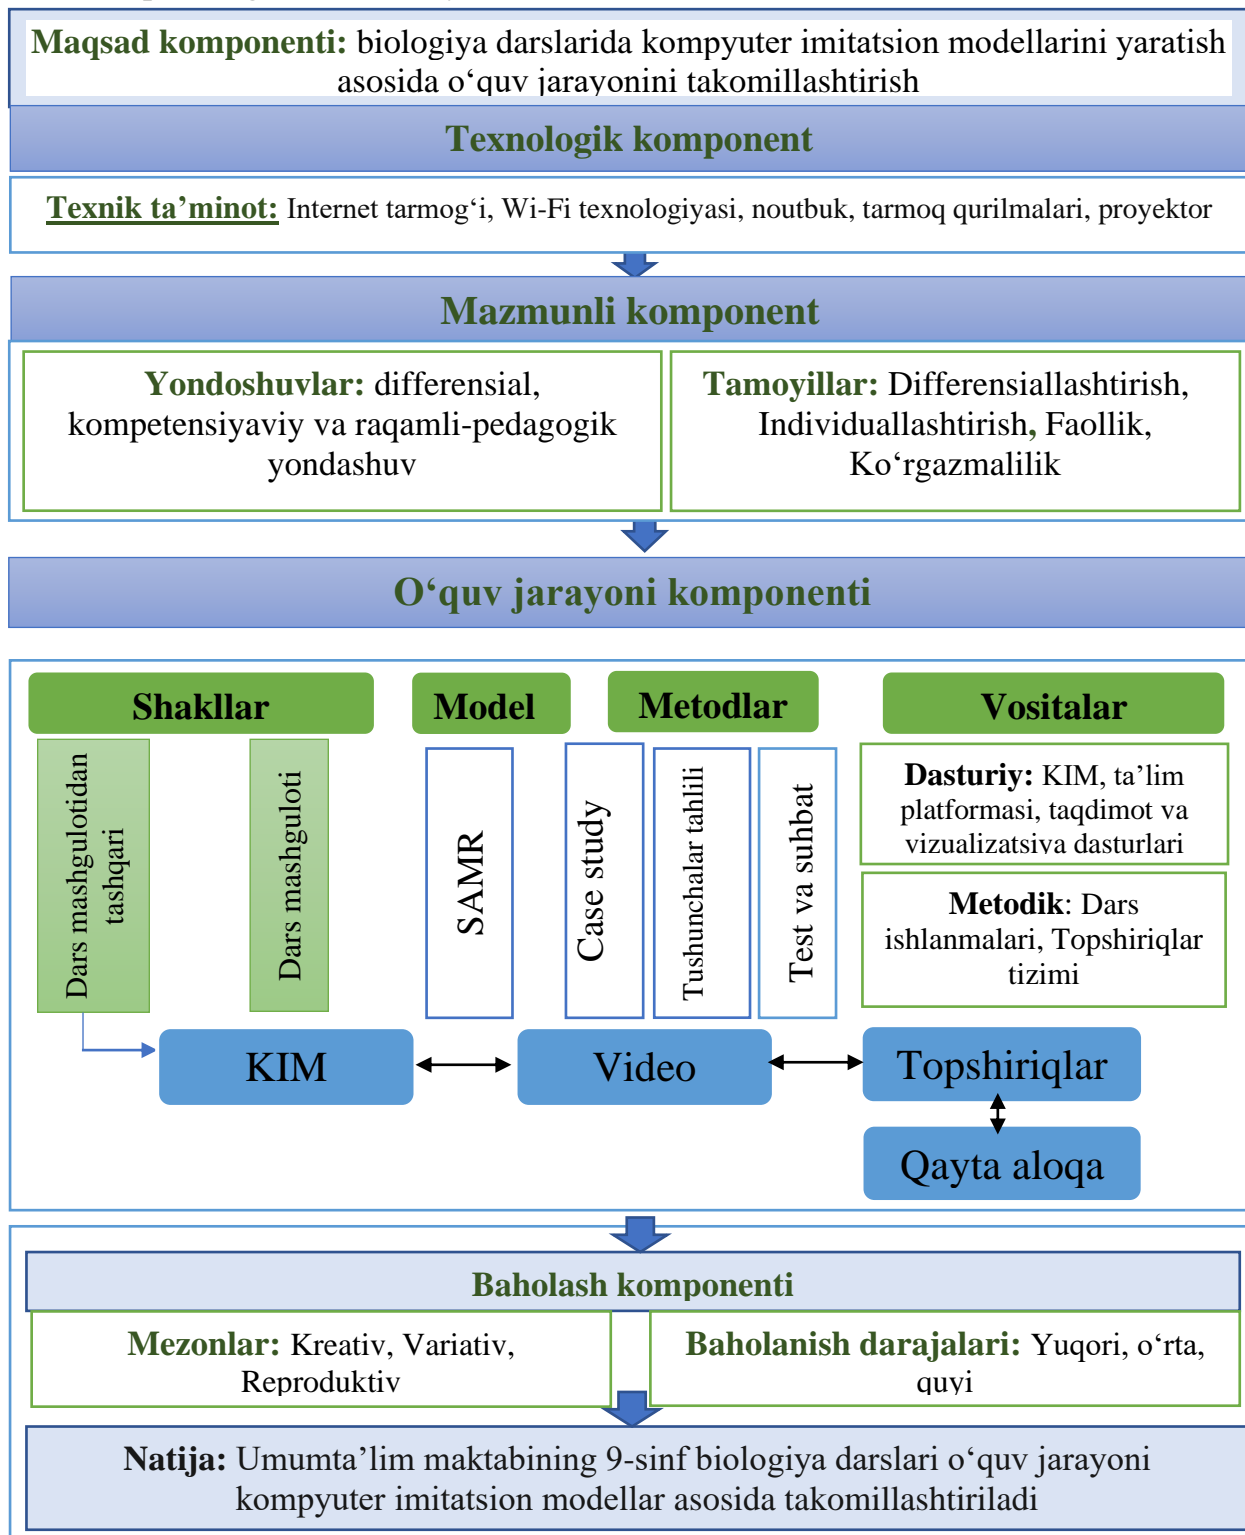 Maqsad komponenti: biologiya darslarida kompyuter imitatsion modellarini yaratish
asosida o‘quv jarayonini takomillashtirish
Texnologik komponent
Texnik ta’minot: Internet tarmog‘i, Wi-Fi texnologiyasi, noutbuk, tarmoq qurilmalari, proyektor
Mazmunli komponent
Yondoshuvlar: differensial,
kompetensiyaviy va raqamli-pedagogik
yondashuv
Tamoyillar: Differensiallashtirish,
Individuallashtirish, Faollik,
Ko‘rgazmalilik
O‘quv jarayoni komponenti
Shakllar
Model
Metodlar
Vositalar
Dars mashgulotidan
tashqari
Dars mashguloti
SAMR
Case study
Tushunchalar tahlili
Test va suhbat
Dasturiy: KIM, ta’lim
platformasi, taqdimot va
vizualizatsiya dasturlari
Metodik: Dars
ishlanmalari, Topshiriqlar
tizimi
KIM
Video
Topshiriqlar
Qayta aloqa
Baholash komponenti
Mezonlar: Kreativ, Variativ,
Reproduktiv
Baholanish darajalari: Yuqori, o‘rta,
quyi
Natija: Umumta’lim maktabining 9-sinf biologiya darslari o‘quv jarayoni
kompyuter imitatsion modellar asosida takomillashtiriladi